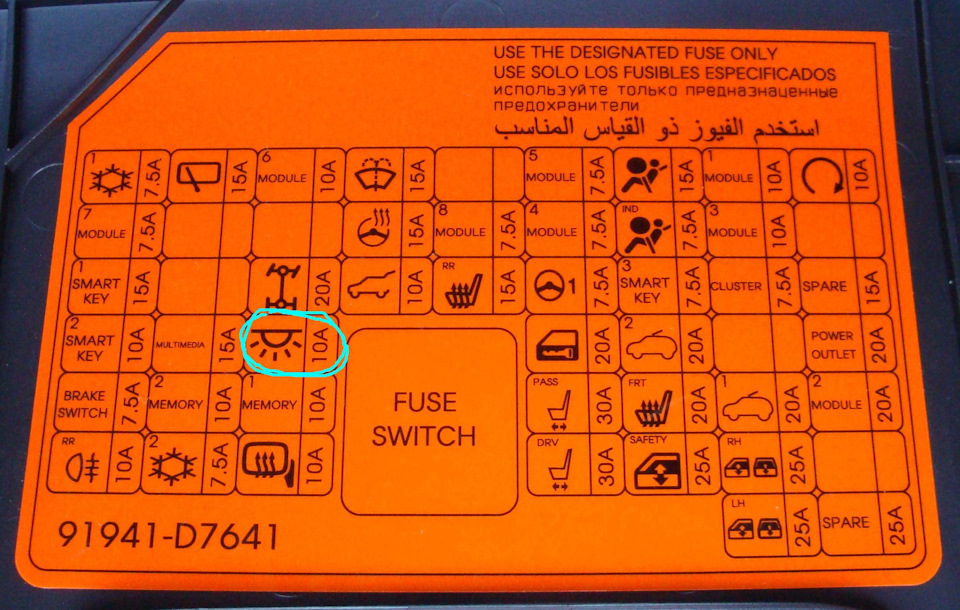 USE THE DESIGNATED FUSE ONLY
USE SOLO LOS FUSIBLES ESPECIFICADOS
используйте только предназначенные
предохранители
استخدم الفيوز ذو القياس المناسب
1 7.5A 15A 6 MODULE 10A 15A 5 MODULE 7.5A 15A 1 MODULE 10A 10A
7 MODULE 7.5A 15A 8 MODULE 7.5A 4 MODULE 7.5A IND 7.5A 3 MODULE 10A
1 SMART KEY 15A 20A 10A RR 15A 1 7.5A 3 SMART KEY 7.5A CLUSTER 7.5A SPARE 15A
2 SMART KEY 10A MULTIMEDIA 15A 10A 20A 2 20A POWER OUTLET 20A
BRAKE SWITCH 7.5A 2 MEMORY 10A 1 MEMORY 10A FUSE SWITCH PASS 30A FRT 20A 1 20A 2 MODULE 20A
RR 10A 2 7.5A 10A DRV 30A SAFETY 25A RH 25A
LH 25A SPARE 25A
91941-D7641